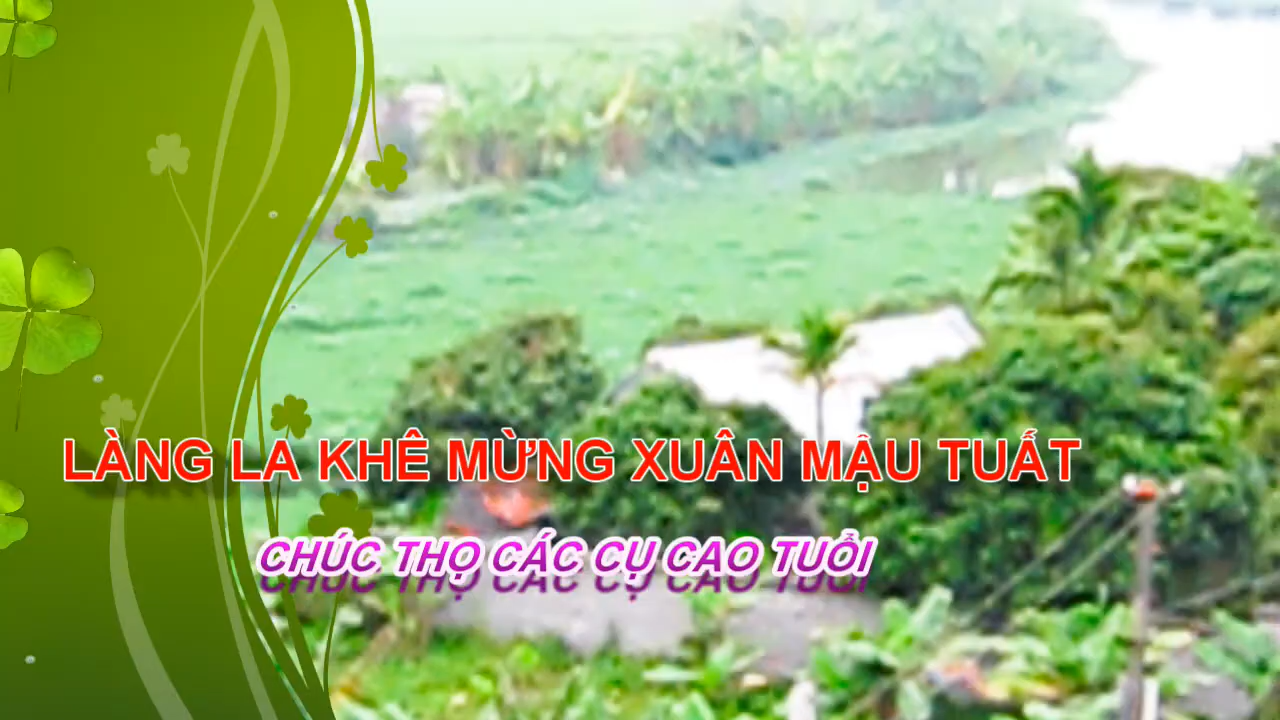 LÀNG LA KHÊ MỪNG XUÂN MẬU TUẤT
CHÚC THỌ CÁC CỤ CAO TUỔI